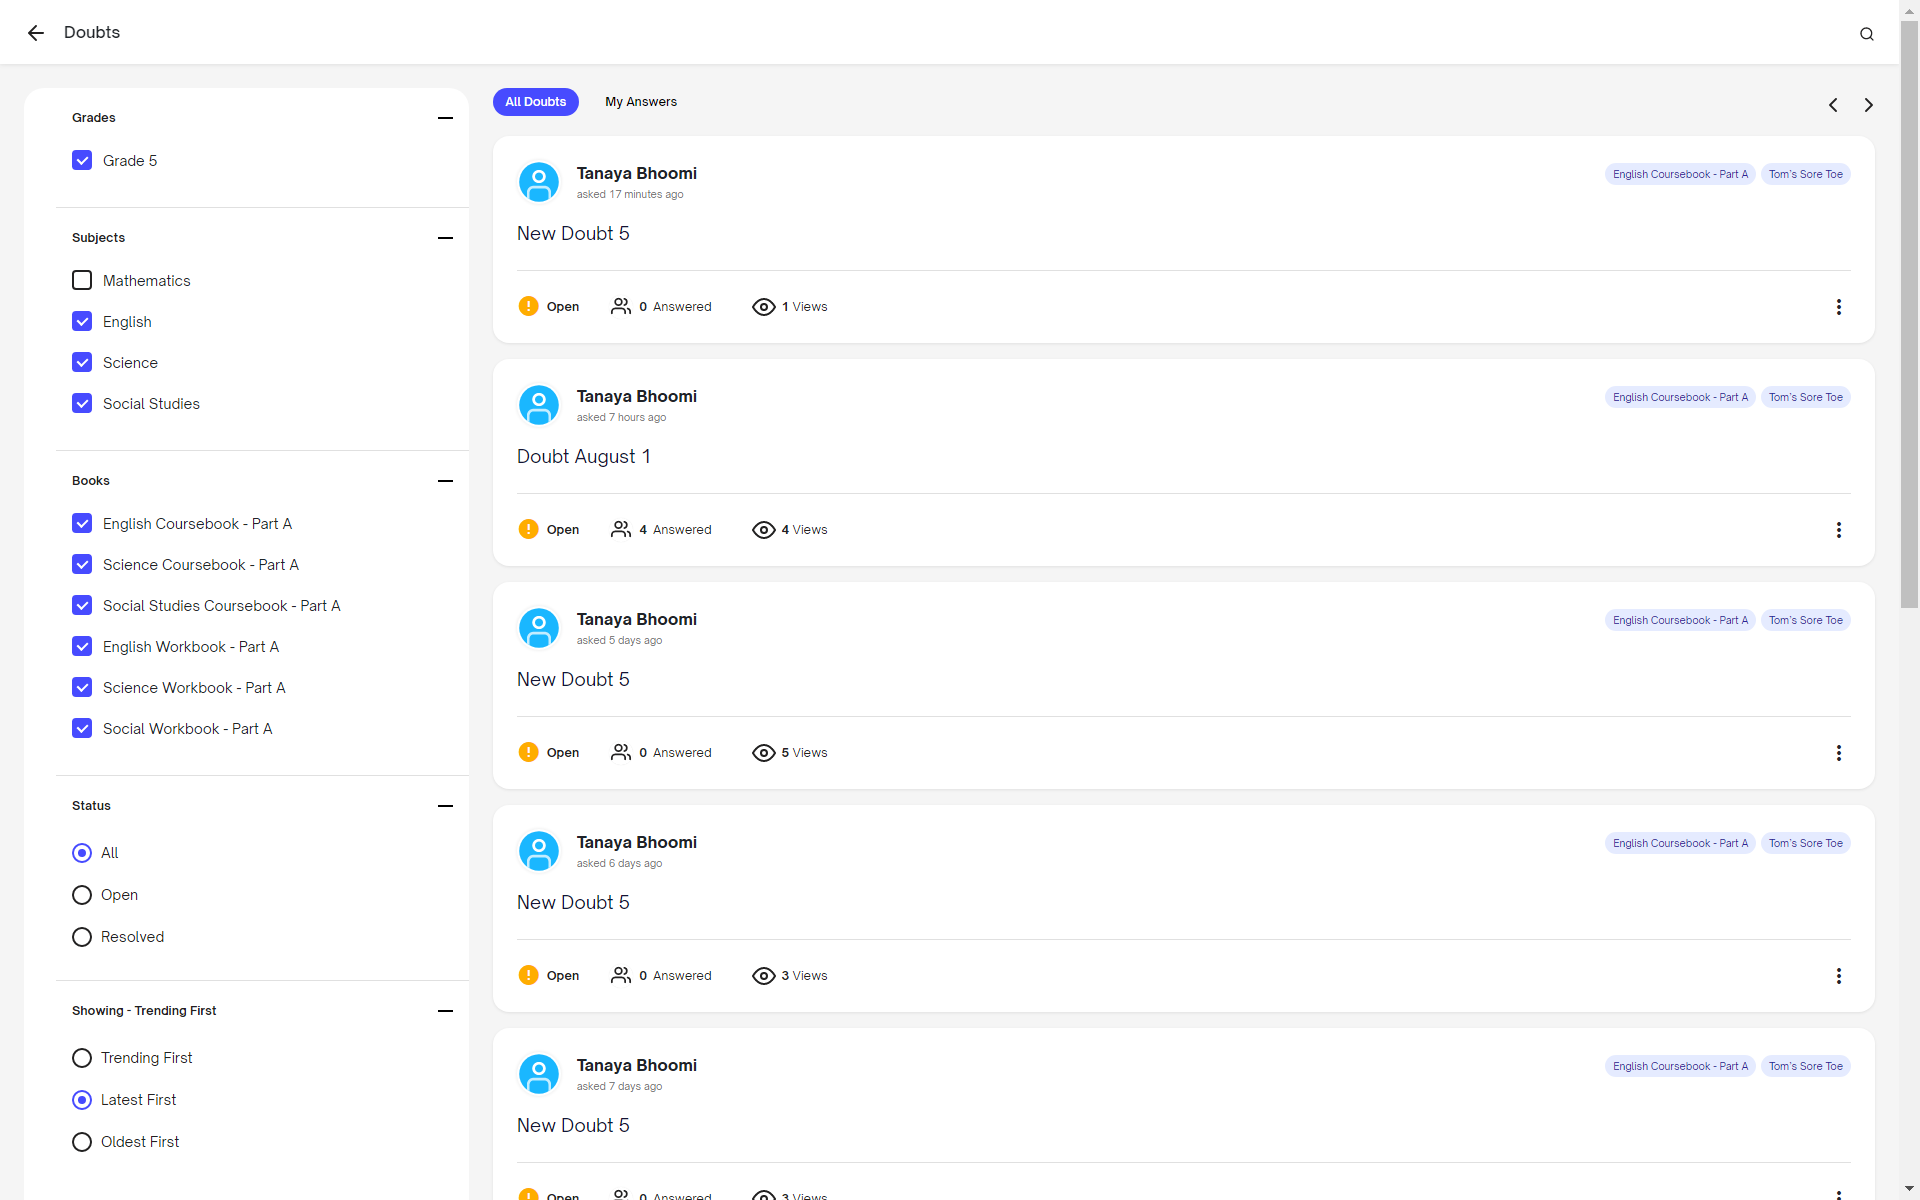 Doubts
Grades
Grade 5
Subjects
Mathematics
English
Science
Social Studies
Books
English Coursebook - Part A
Science Coursebook - Part A
Social Studies Coursebook - Part A
English Workbook - Part A
Science Workbook - Part A
Social Workbook - Part A
Status
All
Open
Resolved
Showing - Trending First
Trending First
Latest First
Oldest First
All Doubts My Answers
Tanaya Bhoomi English Coursebook - Part A Tom's Sore Toe
asked 17 minutes ago
New Doubt 5
Open 0 Answered 1 Views
Tanaya Bhoomi English Coursebook - Part A Tom's Sore Toe
asked 7 hours ago
Doubt August 1
Open 4 Answered 4 Views
Tanaya Bhoomi English Coursebook - Part A Tom's Sore Toe
asked 5 days ago
New Doubt 5
Open 0 Answered 5 Views
Tanaya Bhoomi English Coursebook - Part A Tom's Sore Toe
asked 6 days ago
New Doubt 5
Open 0 Answered 3 Views
Tanaya Bhoomi English Coursebook - Part A Tom's Sore Toe
asked 7 days ago
New Doubt 5
Open 0 Answered 3 Views